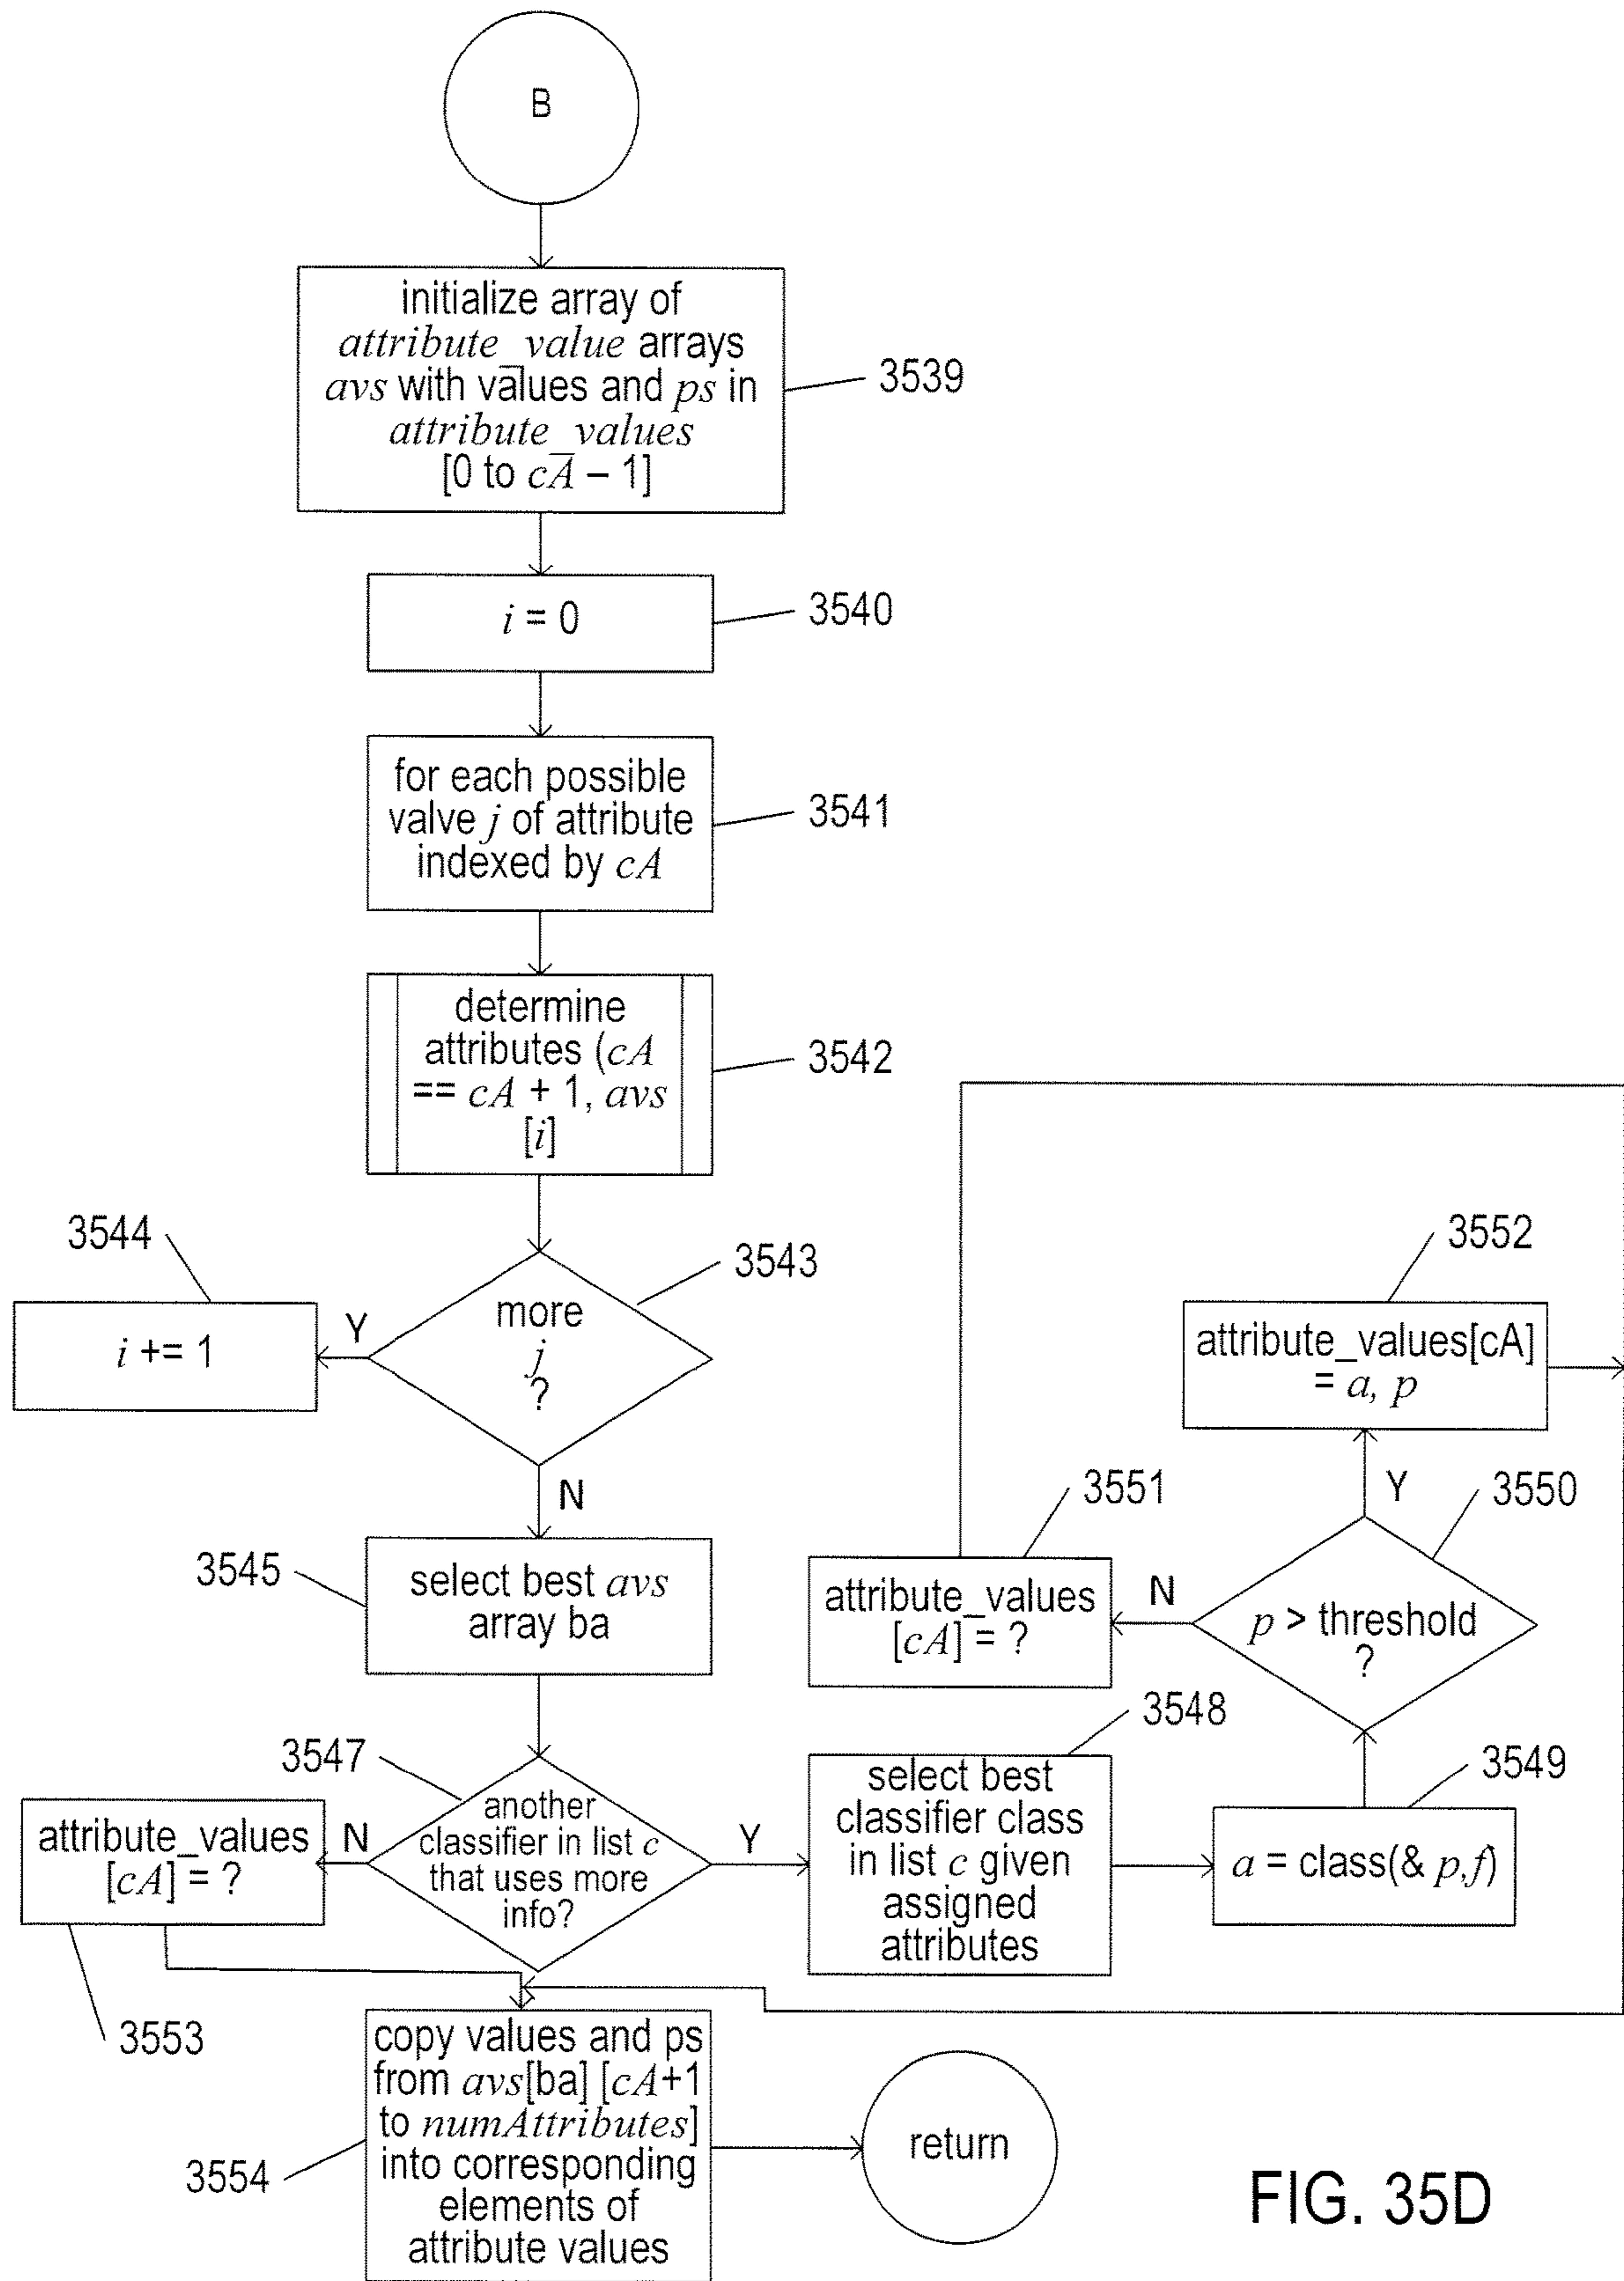 B
initialize array of
attribute_value arrays
avs with values and ps in
attribute_values
[0 to cA – 1]
3539
i = 0
3540
for each possible
valve j of attribute
indexed by cA
3541
determine
attributes (cA
== cA + 1, avs
[i]
3542
3544
i += 1
Y
more
j
?
3543
N
3545
select best avs
array ba
3547
another
classifier in list c
that uses more
info?
N
attribute_values
[cA] = ?
3553
Y
select best
classifier class
in list c given
assigned
attributes
3548
a = class(& p,f)
3549
p > threshold
?
3550
N
attribute_values
[cA] = ?
3551
Y
attribute_values[cA]
= a, p
3552
copy values and ps
from avs[ba] [cA+1
to numAttributes]
into corresponding
elements of
attribute values
3554
return
FIG. 35D